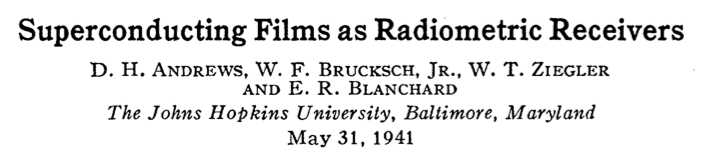 Superconducting Films as Radiometric Receivers
D. H. ANDREWS, W. F. BRUCKSCH, JR., W. T. ZIEGLER
AND E. R. BLANCHARD
The Johns Hopkins University, Baltimore, Maryland
May 31, 1941